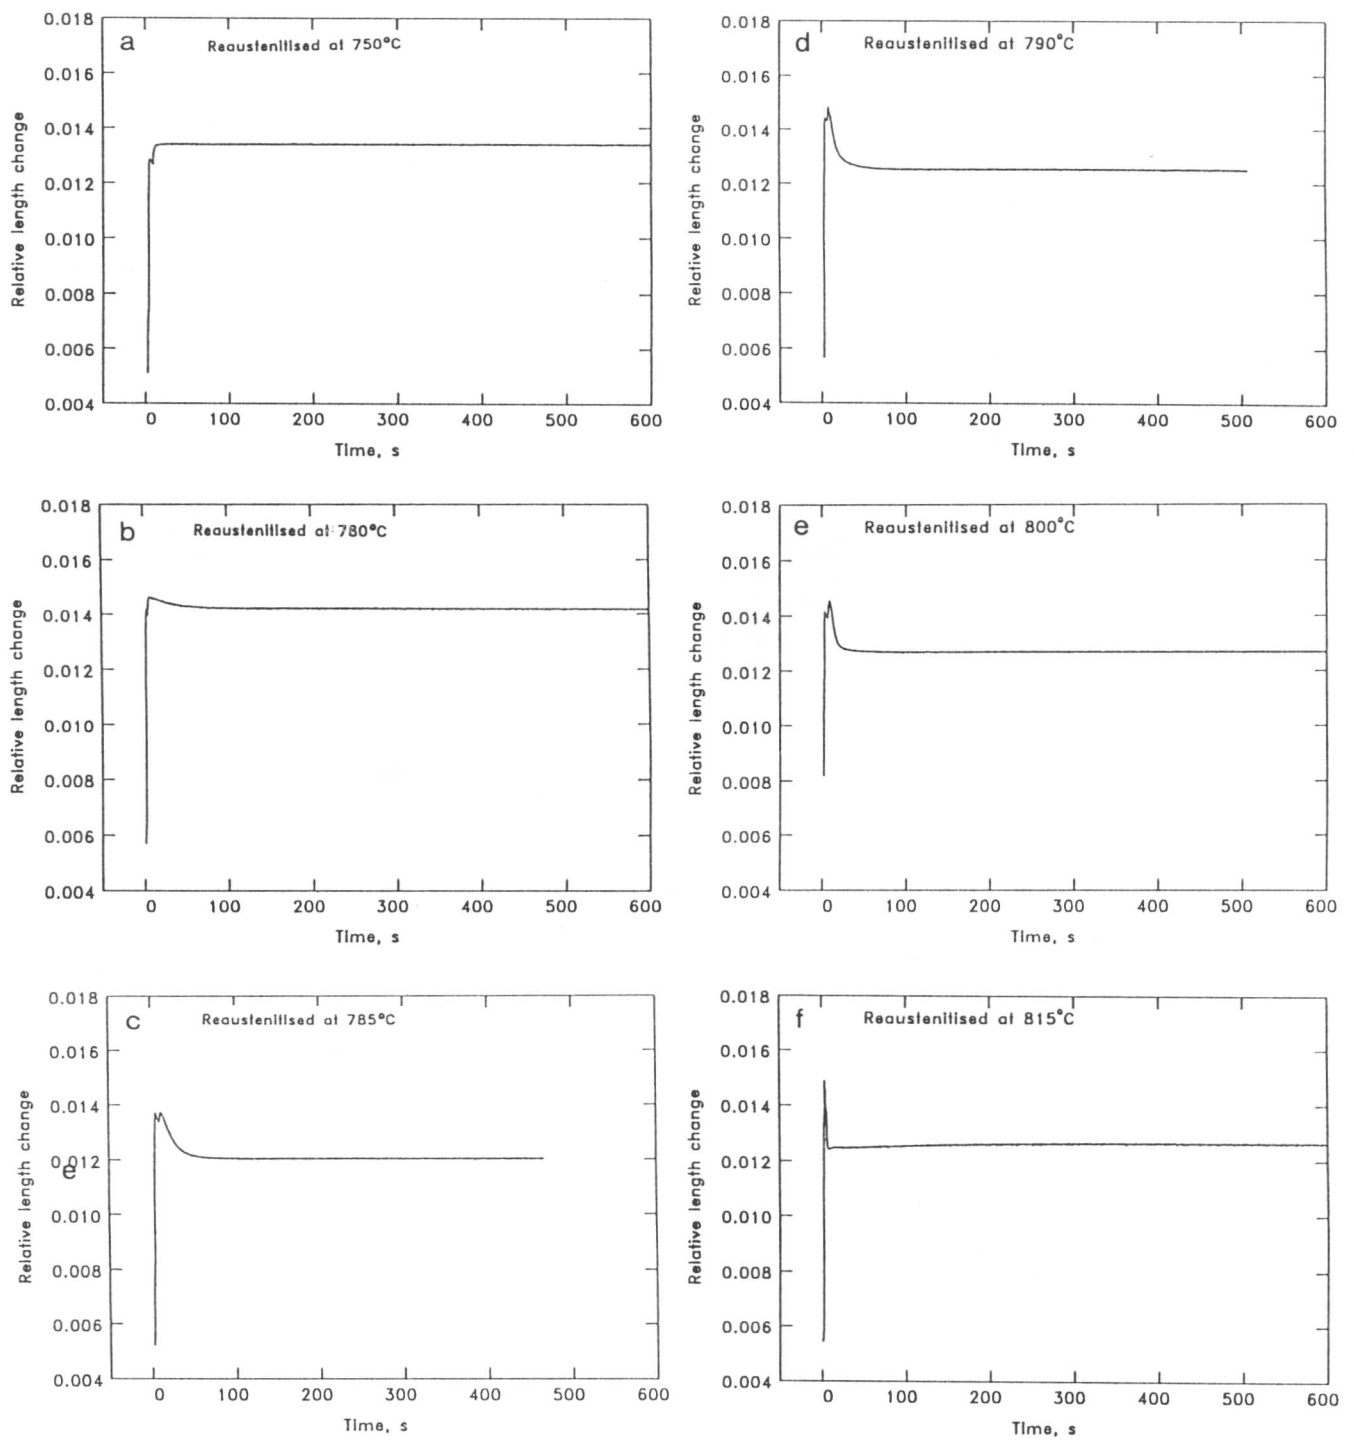 a
Reaustenitised at 750°C
0.018
0.016
0.014
0.012
0.010
0.008
0.006
0.004
Relative length change
0 100 200 300 400 500 600
Time, s
b
Reaustenitised at 780°C
0.018
0.016
0.014
0.012
0.010
0.008
0.006
0.004
Relative length change
0 100 200 300 400 500 600
Time, s
c
Reaustenitised at 785°C
0.018
0.016
0.014
0.012
e
0.010
0.008
0.006
0.004
Relative length change
0 100 200 300 400 500 600
Time, s
d
Reaustenitised at 790°C
0.018
0.016
0.014
0.012
0.010
0.008
0.006
0.004
Relative length change
0 100 200 300 400 500 600
Time, s
e
Reaustenitised at 800°C
0.018
0.016
0.014
0.012
0.010
0.008
0.006
0.004
Relative length change
0 100 200 300 400 500 600
Time, s
f
Reaustenitised at 815°C
0.018
0.016
0.014
0.012
0.010
0.008
0.006
0.004
Relative length change
0 100 200 300 400 500 600
Time, s